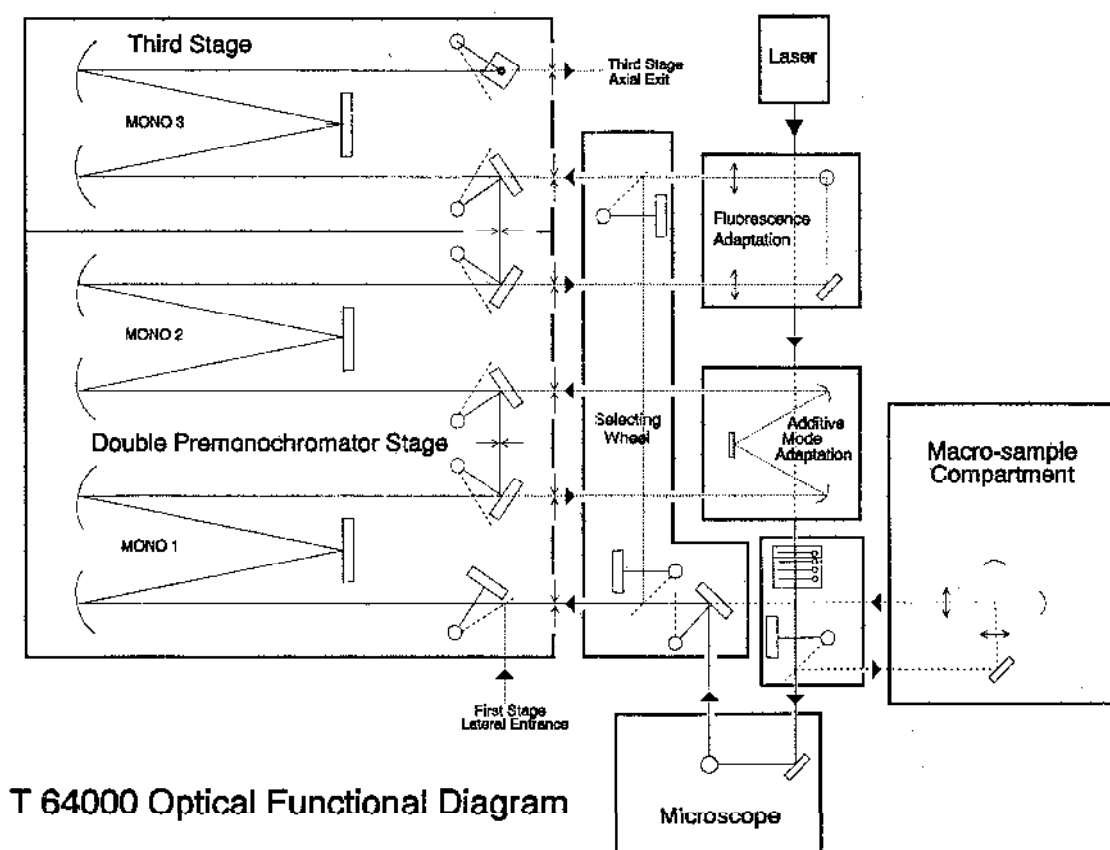 Third Stage
MONO 3
Third Stage
Axial Exit
Laser
Fluorescence
Adaptation
MONO 2
Double Premonochromator Stage
Selecting
Wheel
Additive
Mode
Adaptation
Macro-sample
Compartment
MONO 1
First Stage
Lateral Entrance
T 64000 Optical Functional Diagram
Microscope